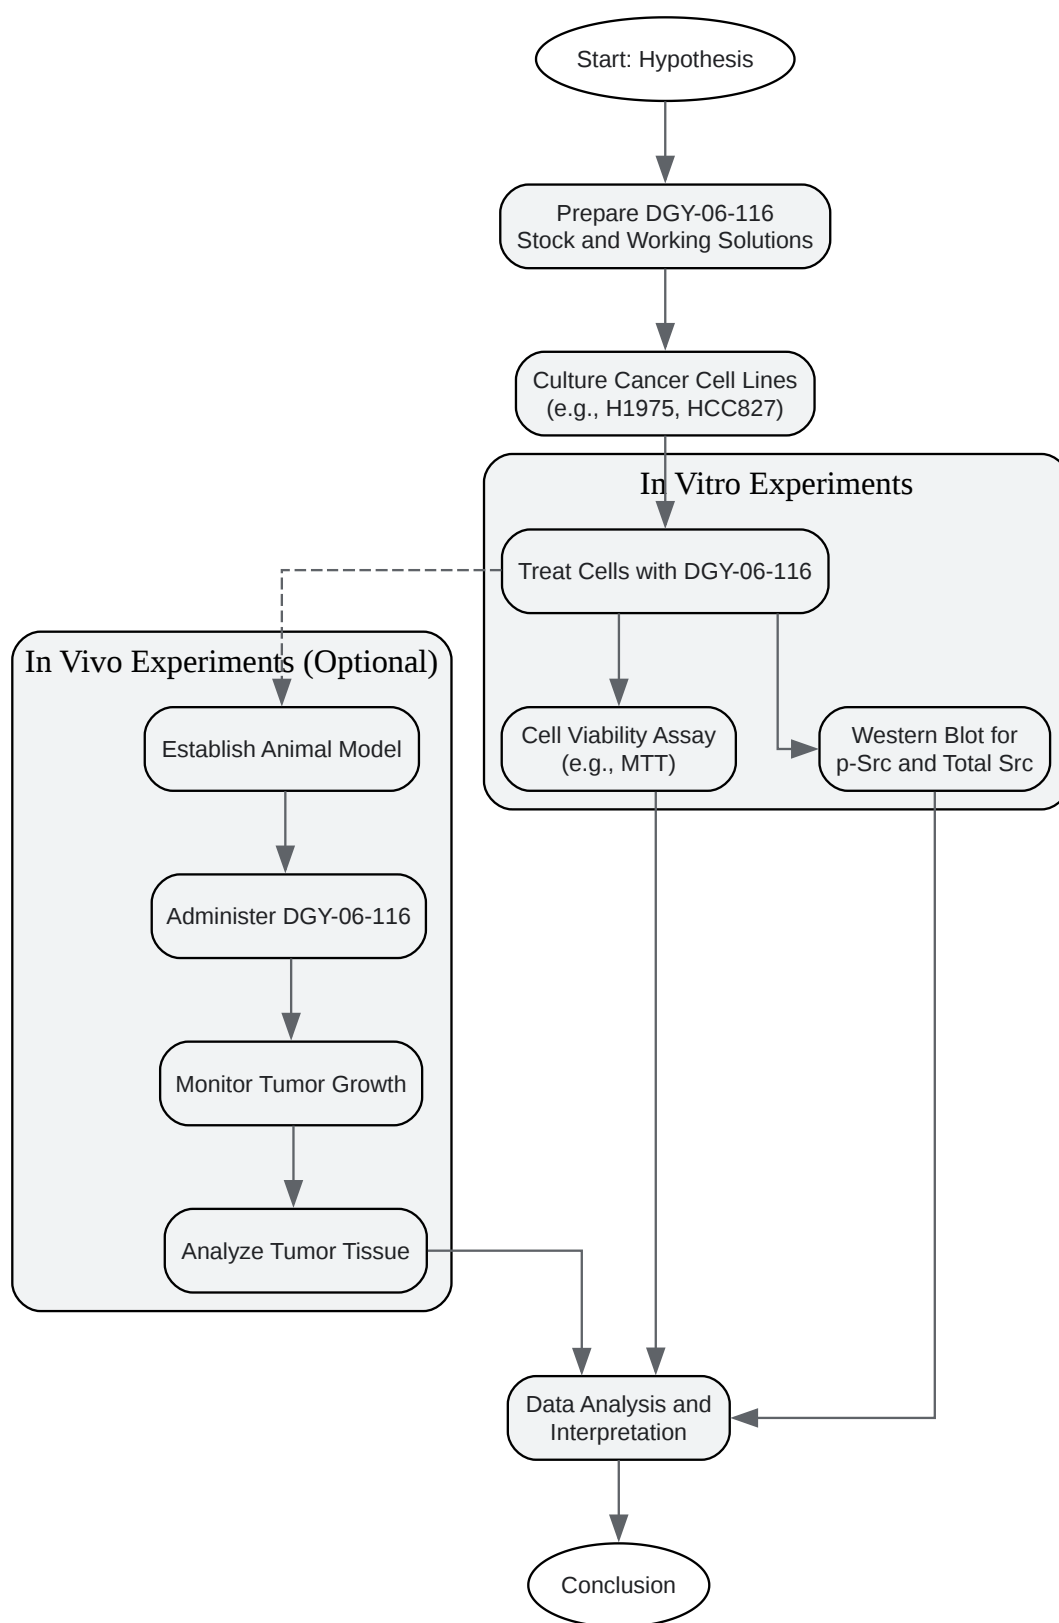 Start: Hypothesis
Prepare DGY-06-116
Stock and Working Solutions
Culture Cancer Cell Lines
(e.g., H1975, HCC827)
In Vitro Experiments
Treat Cells with DGY-06-116
Cell Viability Assay
(e.g., MTT)
Western Blot for
p-Src and Total Src
In Vivo Experiments (Optional)
Establish Animal Model
Administer DGY-06-116
Monitor Tumor Growth
Analyze Tumor Tissue
Data Analysis and
Interpretation
Conclusion